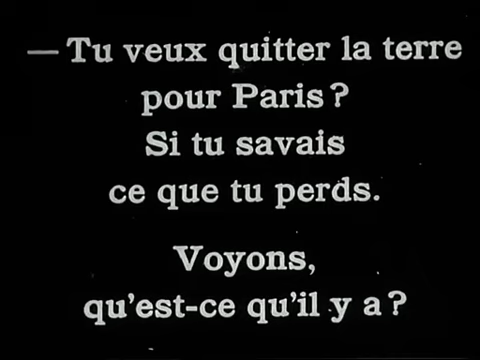 — Tu veux quitter la terre
pour Paris ?
Si tu savais
ce que tu perds.
Voyons,
qu'est-ce qu'il y a ?